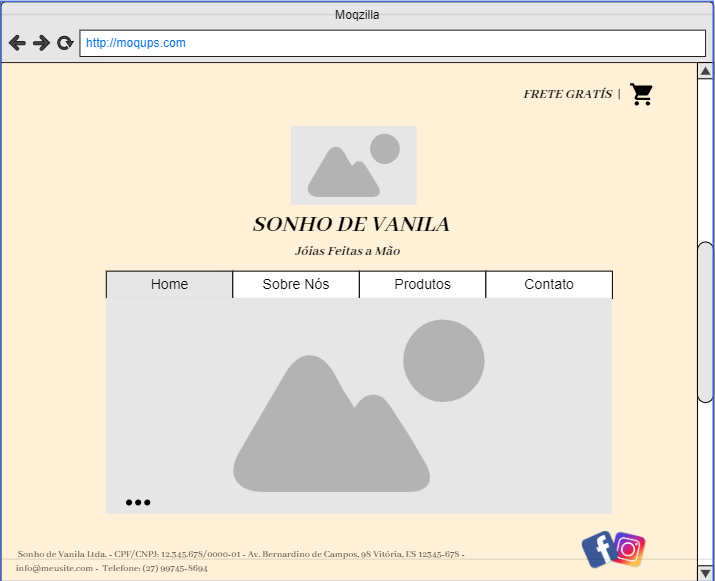 Moqzilla
http://moqups.com
FRETE GRATÍS |
SONHO DE VANILA
Jóias Feitas a Mão
Home Sobre Nós Produtos Contato
Sonho de Vanila Ltda. - CPF/CNPJ: 12.345.678/0000-01 - Av. Bernardino de Campos, 98 Vitória, ES 12345-678 -
info@meusite.com - Telefone: (27) 99745-8694